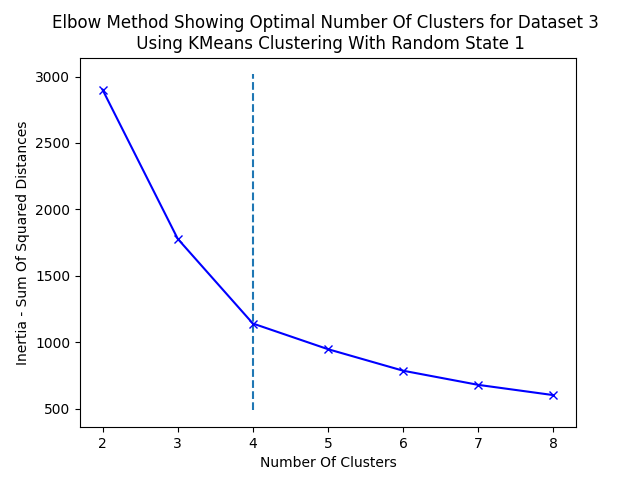 Elbow Method Showing Optimal Number Of Clusters for Dataset 3
Using KMeans Clustering With Random State 1
3000
2500
2000
1500
1000
500
Inertia - Sum Of Squared Distances
2 3 4 5 6 7 8
Number Of Clusters